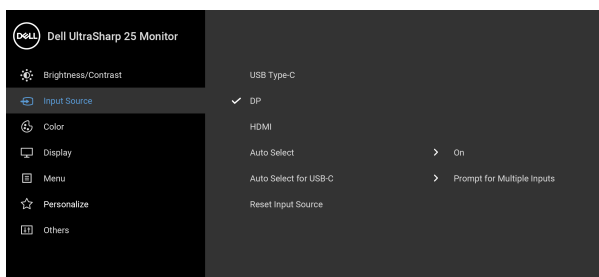 DELL Dell UltraSharp 25 Monitor
Brightness/Contrast
Input Source
Color
Display
Menu
Personalize
Others
USB Type-C
DP
HDMI
Auto Select On
Auto Select for USB-C Prompt for Multiple Inputs
Reset Input Source